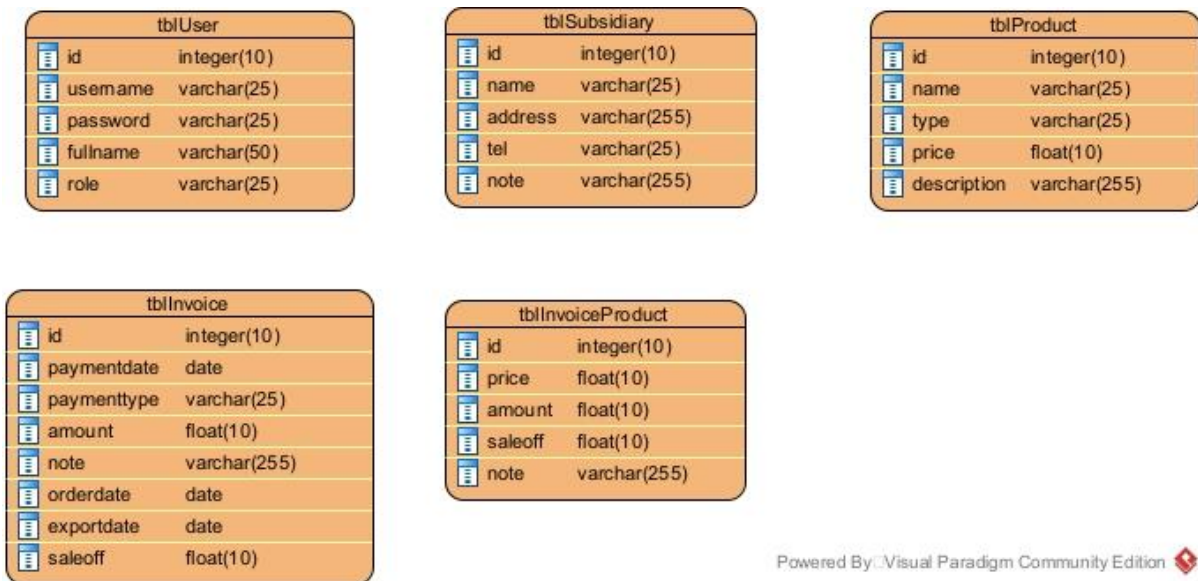 tblUser
id integer(10)
username varchar(25)
password varchar(25)
fullname varchar(50)
role varchar(25)
tblSubsidiary
id integer(10)
name varchar(25)
address varchar(255)
tel varchar(25)
note varchar(255)
tblProduct
id integer(10)
name varchar(25)
type varchar(25)
price float(10)
description varchar(255)
tblInvoice
id integer(10)
paymentdate date
paymenttype varchar(25)
amount float(10)
note varchar(255)
orderdate date
exportdate date
saleoff float(10)
tblInvoiceProduct
id integer(10)
price float(10)
amount float(10)
saleoff float(10)
note varchar(255)
Powered By Visual Paradigm Community Edition